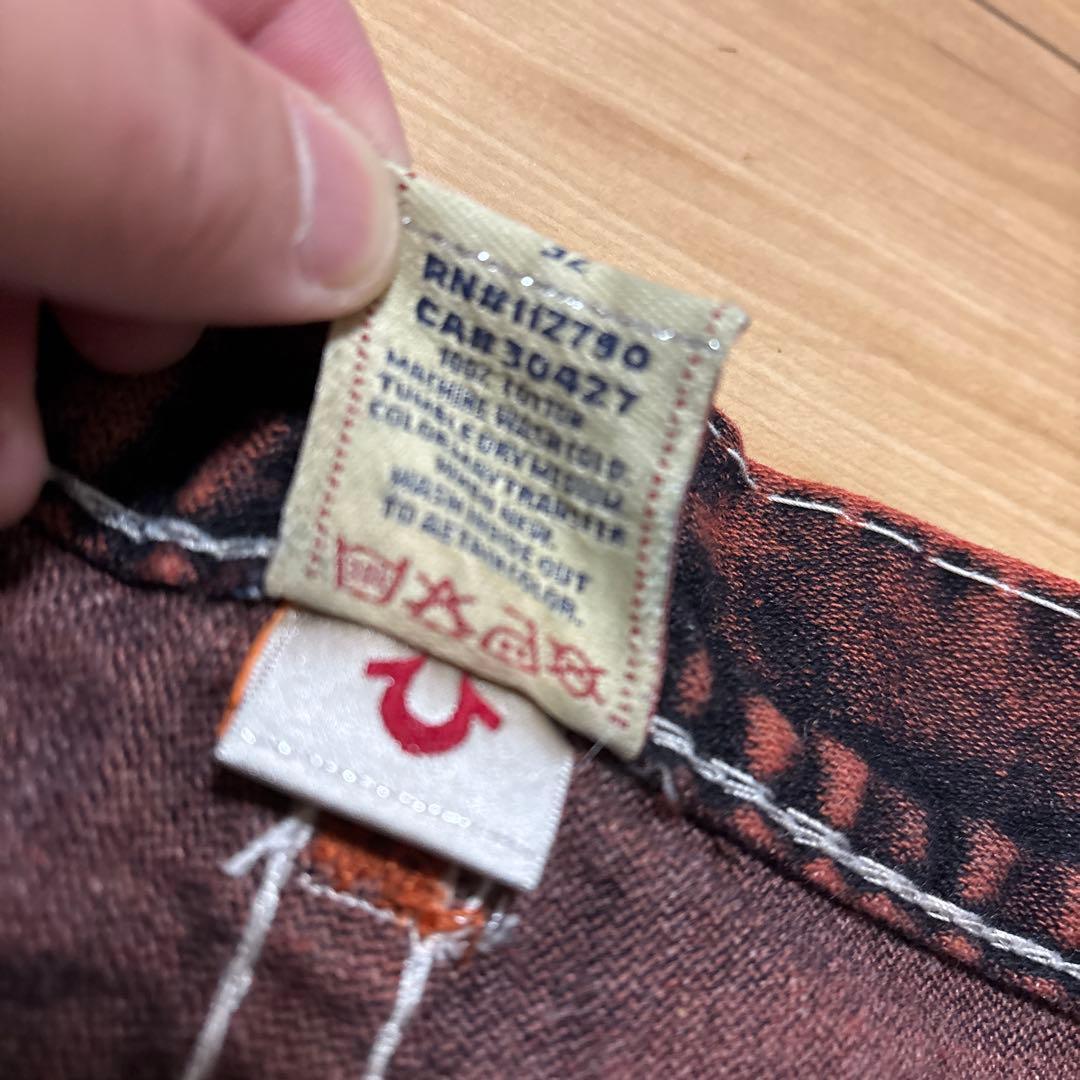 32
RN#112790
CA#30427
100% COTTON
MACHINE WASH COLD
TUMBLE DRY MEDIUM
COLOR MAY TRANSFER
WHEN NEW.
WASH INSIDE OUT
TO RETAIN COLOR.